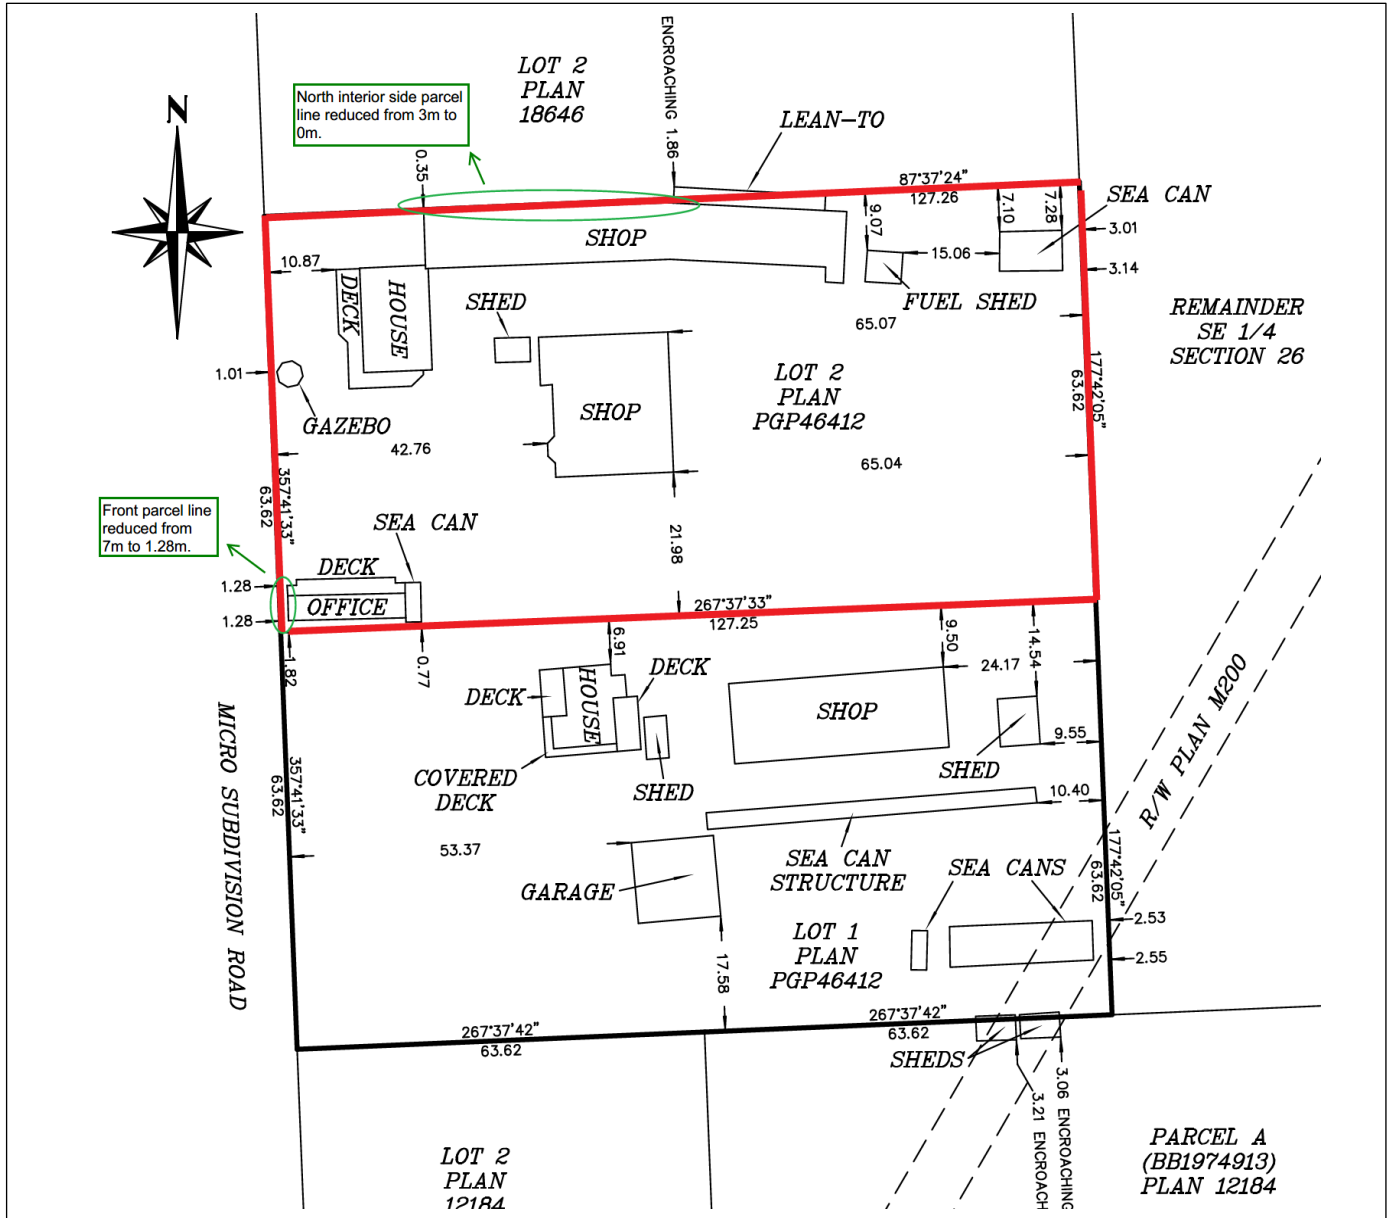 LOT 2
PLAN
18646
ENCROACHING 1.86
North interior side parcel
line reduced from 3m to
0m.
N
LEAN-TO
0.35
87°37'24"
127.26
SEA CAN
7.10
7.28
3.01
3.14
9.07
15.06
SHOP
10.87
DECK
HOUSE
SHED
FUEL SHED
65.07
REMAINDER
SE 1/4
SECTION 26
1.01
GAZEBO
SHOP
LOT 2
PLAN
PGP46412
177°42'05"
63.62
42.76
65.04
357°41'33"
63.62
Front parcel line
reduced from
7m to 1.28m.
SEA CAN
21.98
DECK
1.28
OFFICE
1.28
267°37'33"
127.25
1.82
0.77
6.91
9.50
14.54
24.17
DECK
DECK
HOUSE
SHOP
R/W PLAN M200
MICRO SUBDIVISION ROAD
9.55
COVERED
DECK
SHED
SHED
357°41'33"
63.62
10.40
53.37
SEA CAN
STRUCTURE
SEA CANS
177°42'05"
63.62
GARAGE
LOT 1
PLAN
PGP46412
2.53
2.55
17.58
267°37'42"
63.62
267°37'42"
63.62
SHEDS
3.06 ENCROACHING
3.21 ENCROACH
LOT 2
PLAN
12184
PARCEL A
(BB1974913)
PLAN 12184